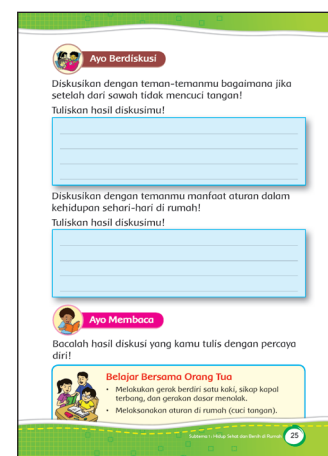 Ayo Berdiskusi
Diskusikan dengan teman-temanmu bagaimana jika
setelah dari sawah tidak mencuci tangan!
Tuliskan hasil diskusimu!
Diskusikan dengan temanmu manfaat aturan dalam
kehidupan sehari-hari di rumah!
Tuliskan hasil diskusimu!
Ayo Membaca
Bacalah hasil diskusi yang kamu tulis dengan percaya
diri!
Belajar Bersama Orang Tua
• Melakukan gerak berdiri satu kaki, sikap kapal
terbang, dan gerakan dasar menolak.
• Melaksanakan aturan di rumah (cuci tangan).
Hidup Sehat dan Bersih di Rumah
25